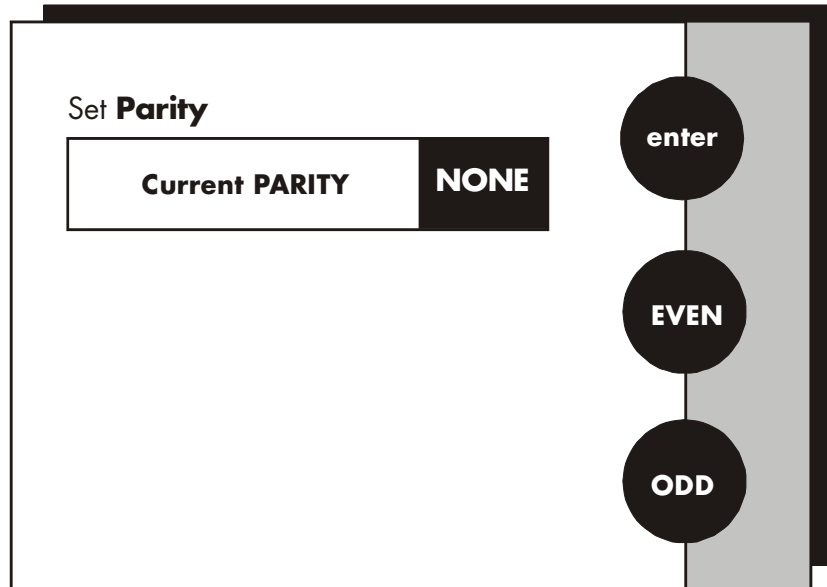 Set Parity
Current PARITY NONE
enter
EVEN
ODD